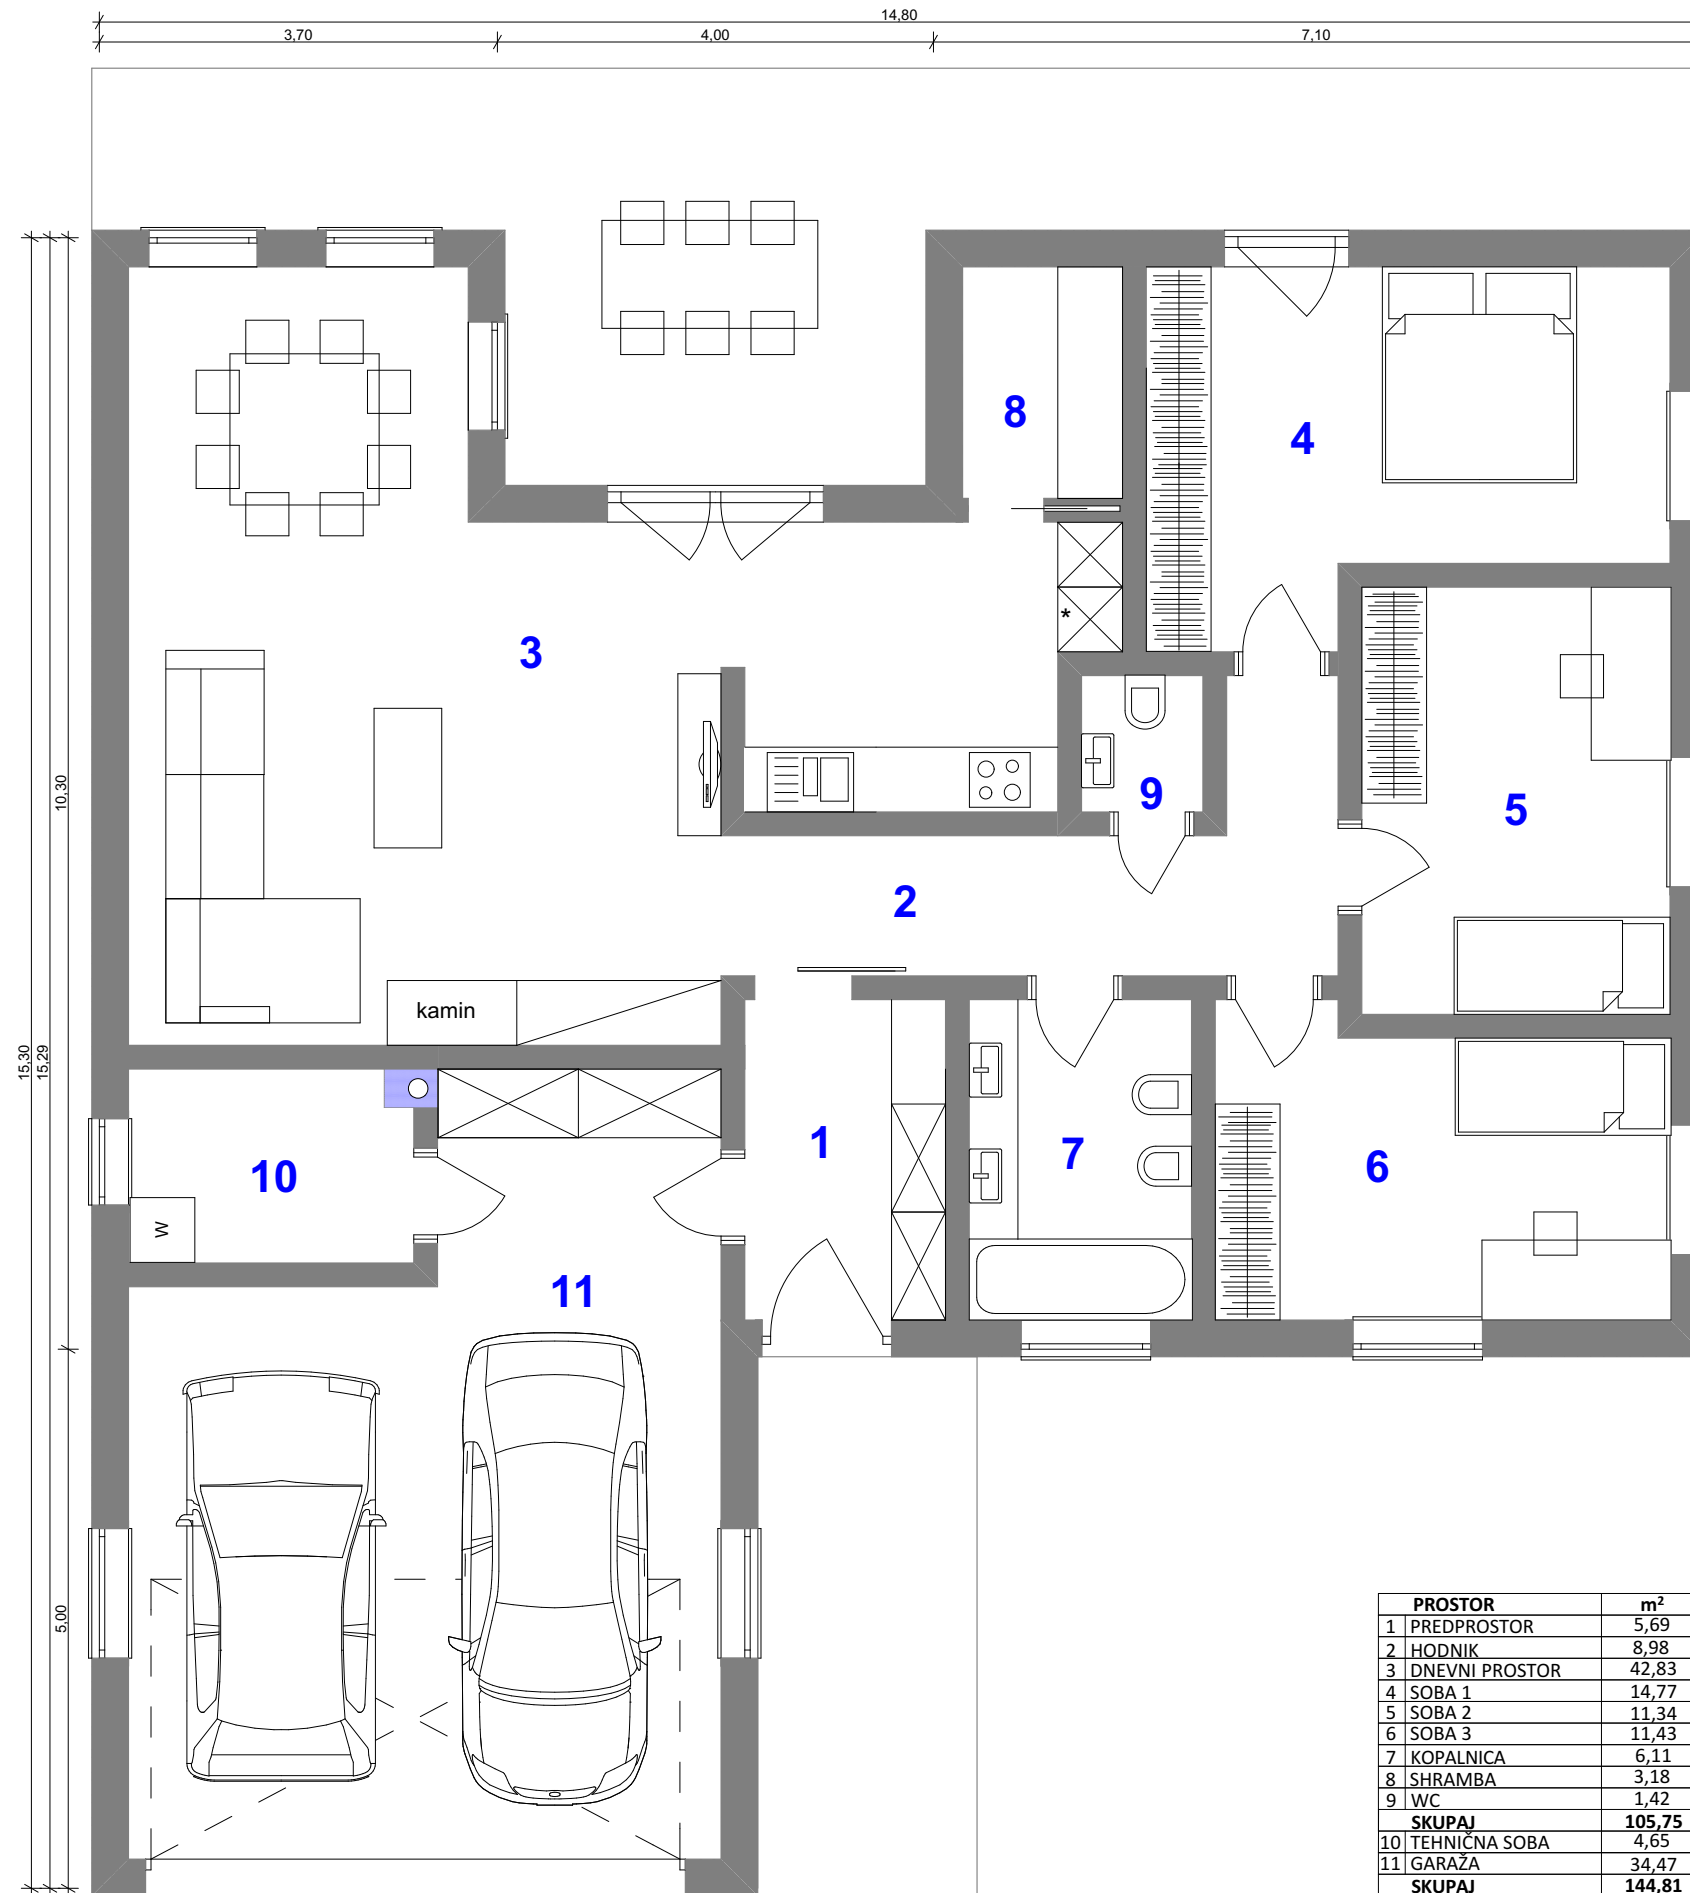 14,80
3,70 4,00 7,10
8
4
3
*
5
9
10,30
2
kamin
15,30
15,29
1
7
6
10
W
11
5,00
PROSTOR m²
1 PREDPROSTOR 5,69
2 HODNIK 8,98
3 DNEVNI PROSTOR 42,83
4 SOBA 1 14,77
5 SOBA 2 11,34
6 SOBA 3 11,43
7 KOPALNICA 6,11
8 SHRAMBA 3,18
9 WC 1,42
SKUPAJ 105,75
10 TEHNIČNA SOBA 4,65
11 GARAŽA 34,47
SKUPAJ 144,81